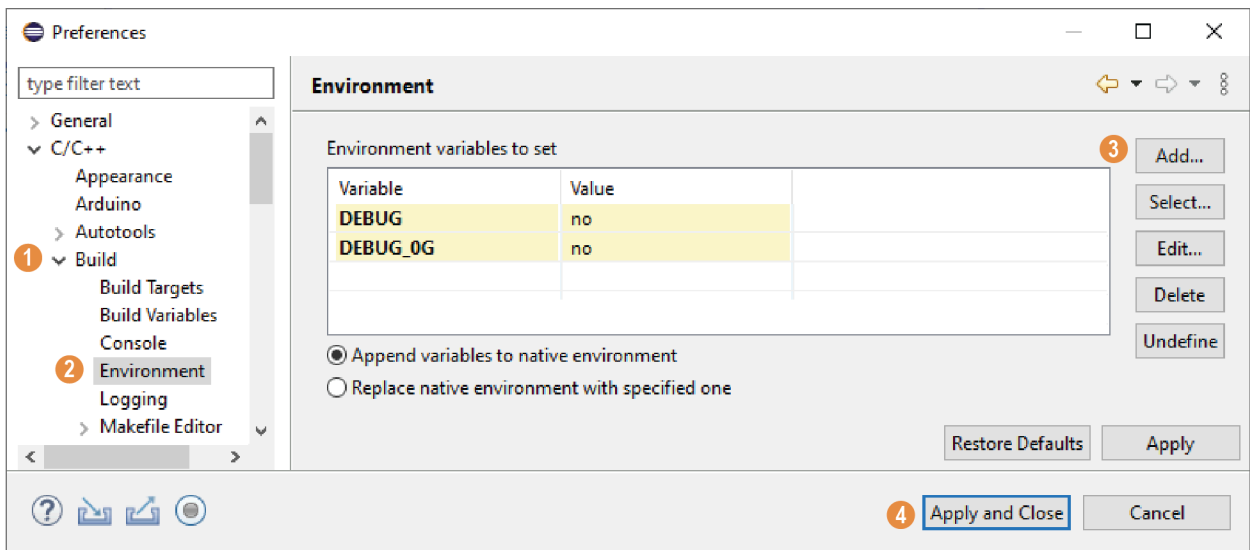 Preferences
type filter text
General
C/C++
Appearance
Arduino
Autotools
1 Build
Build Targets
Build Variables
Console
2 Environment
Logging
Makefile Editor
Environment
Environment variables to set
Variable Value
DEBUG no
DEBUG_0G no
Append variables to native environment
Replace native environment with specified one
3 Add...
Select...
Edit...
Delete
Undefine
Restore Defaults Apply
4 Apply and Close Cancel